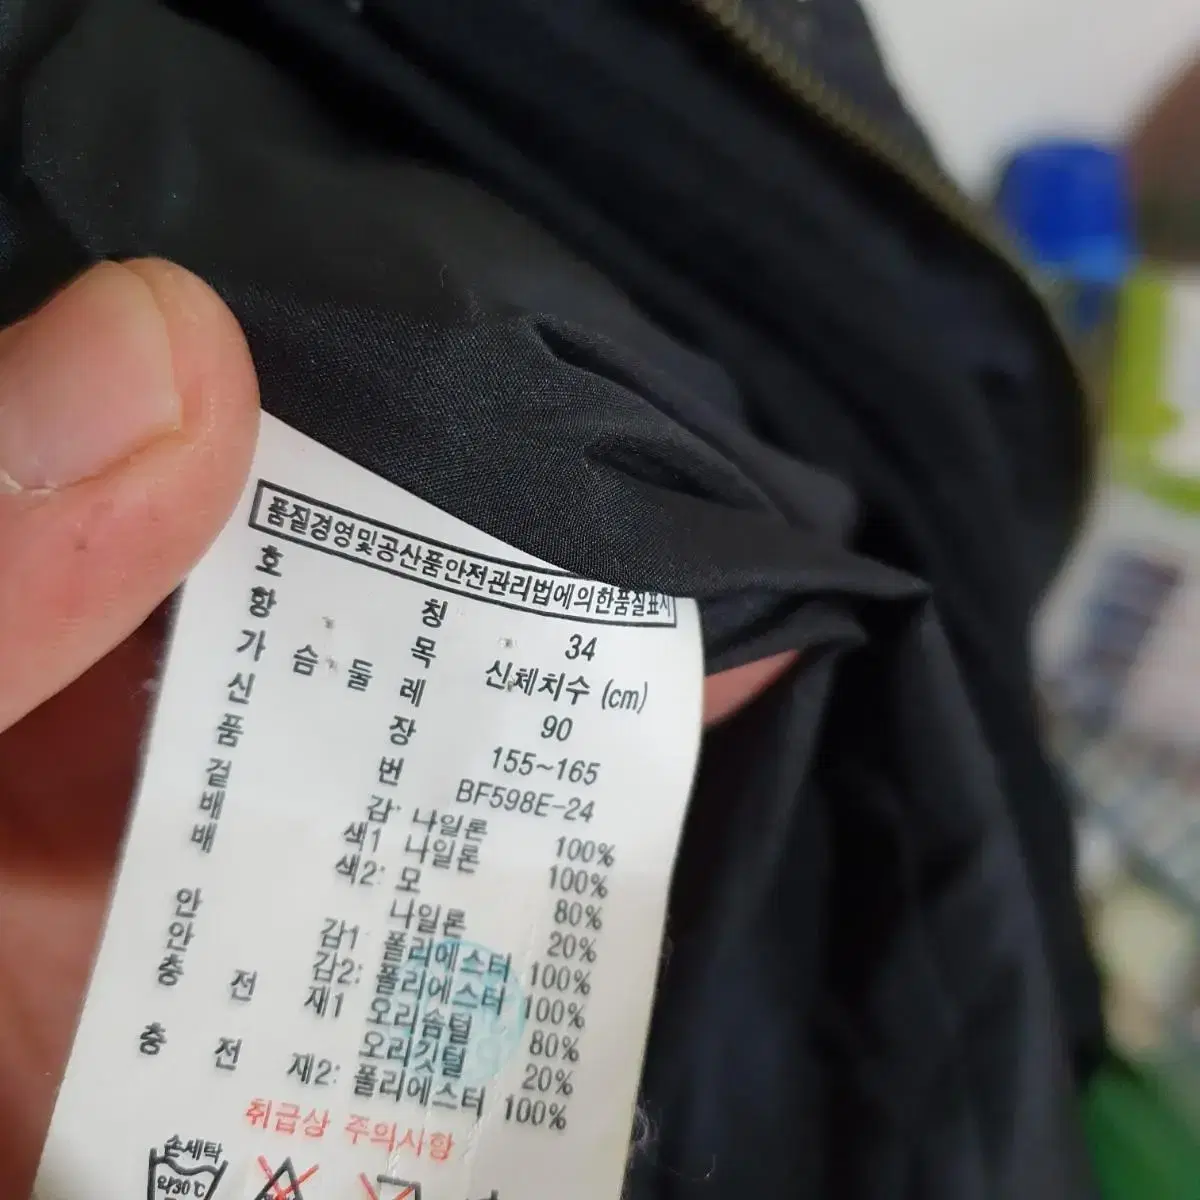 품질경영및공산품안전관리법에의한품질표시
호 칭 34
항 목 신체치수 (cm)
가 슴 둘 레 90
신 장 155~165
품 번 BF598E-24
겉 감: 나일론 100%
배 색1 나일론 100%
배 색2: 모 80%
나일론 20%
안 감1 폴리에스터 100%
안 감2: 폴리에스터 100%
충 전 재1 오리솜털 80%
오리깃털 20%
충 전 재2: 폴리에스터 100%
취급상 주의사항
손세탁
약30℃